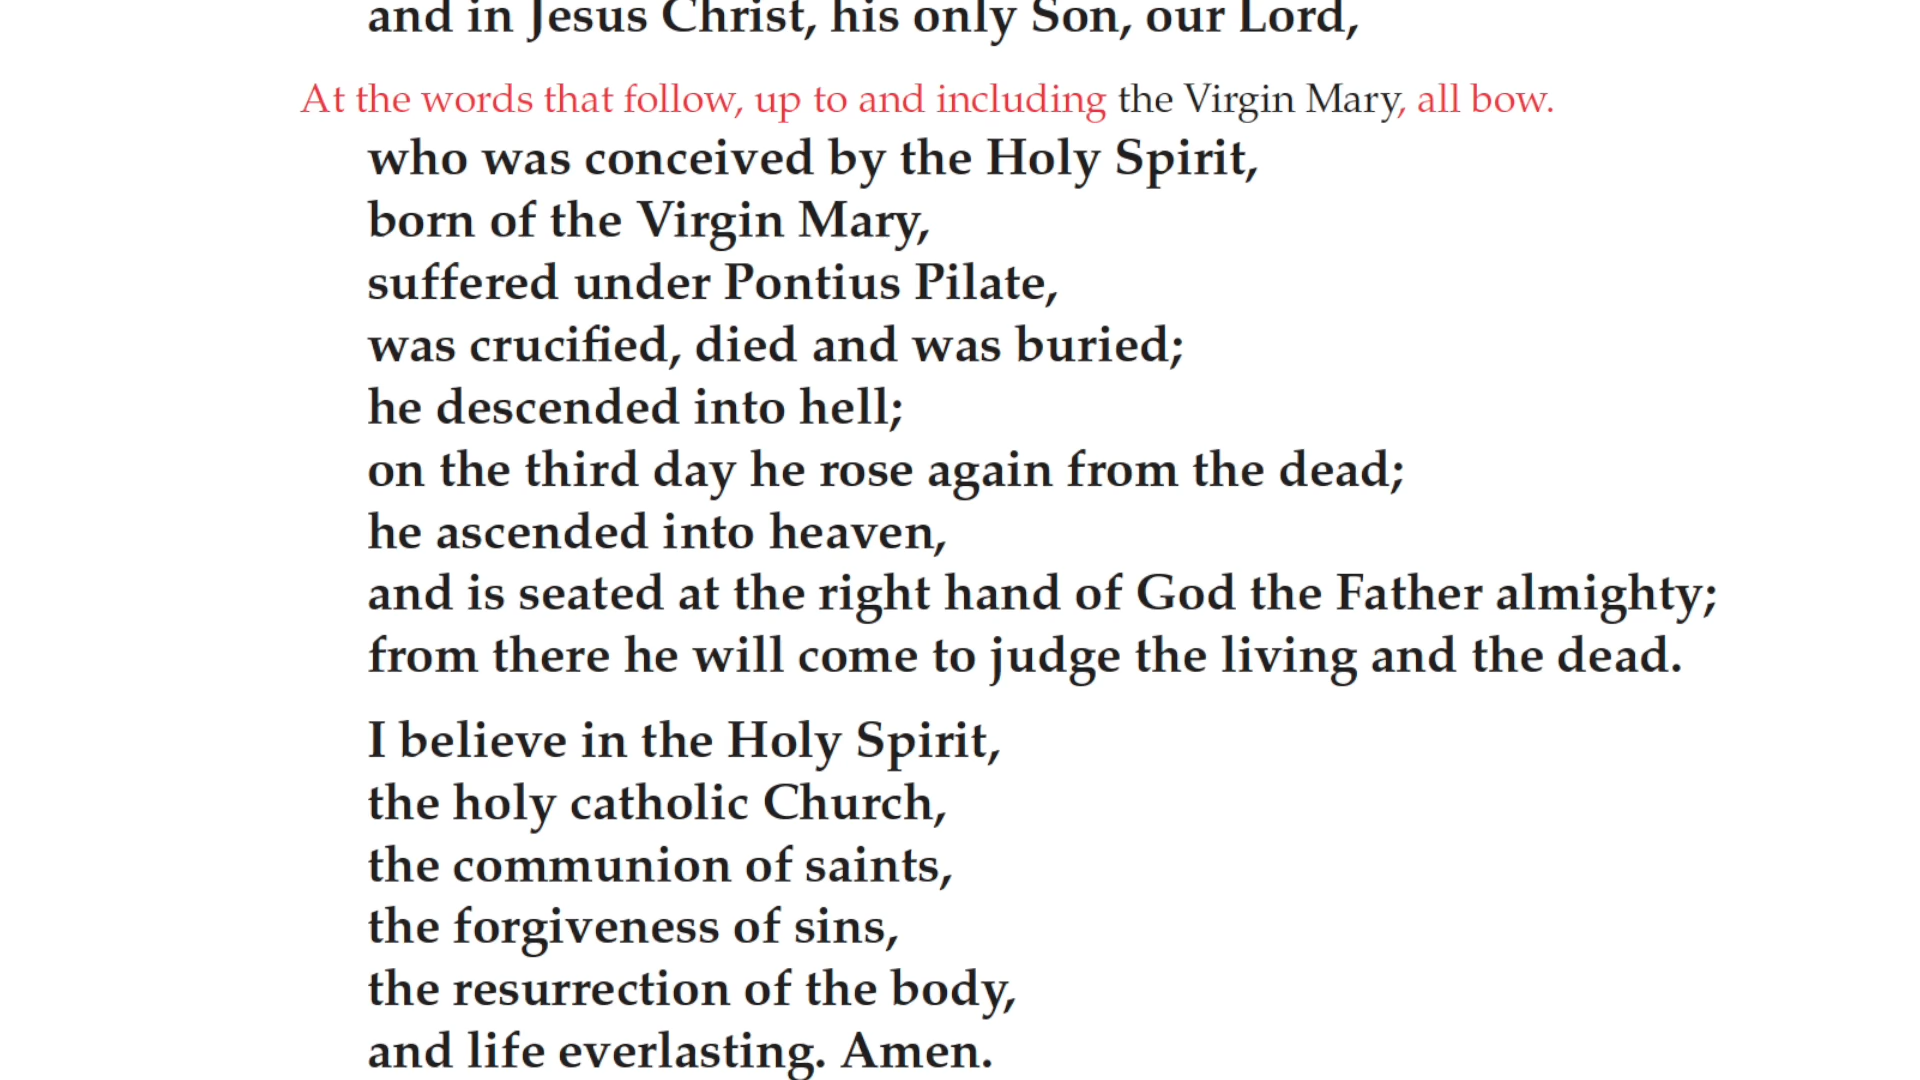 and in Jesus Christ, his only Son, our Lord,
At the words that follow, up to and including the Virgin Mary, all bow.
who was conceived by the Holy Spirit,
born of the Virgin Mary,
suffered under Pontius Pilate,
was crucified, died and was buried;
he descended into hell;
on the third day he rose again from the dead;
he ascended into heaven,
and is seated at the right hand of God the Father almighty;
from there he will come to judge the living and the dead.
I believe in the Holy Spirit,
the holy catholic Church,
the communion of saints,
the forgiveness of sins,
the resurrection of the body,
and life everlasting. Amen.